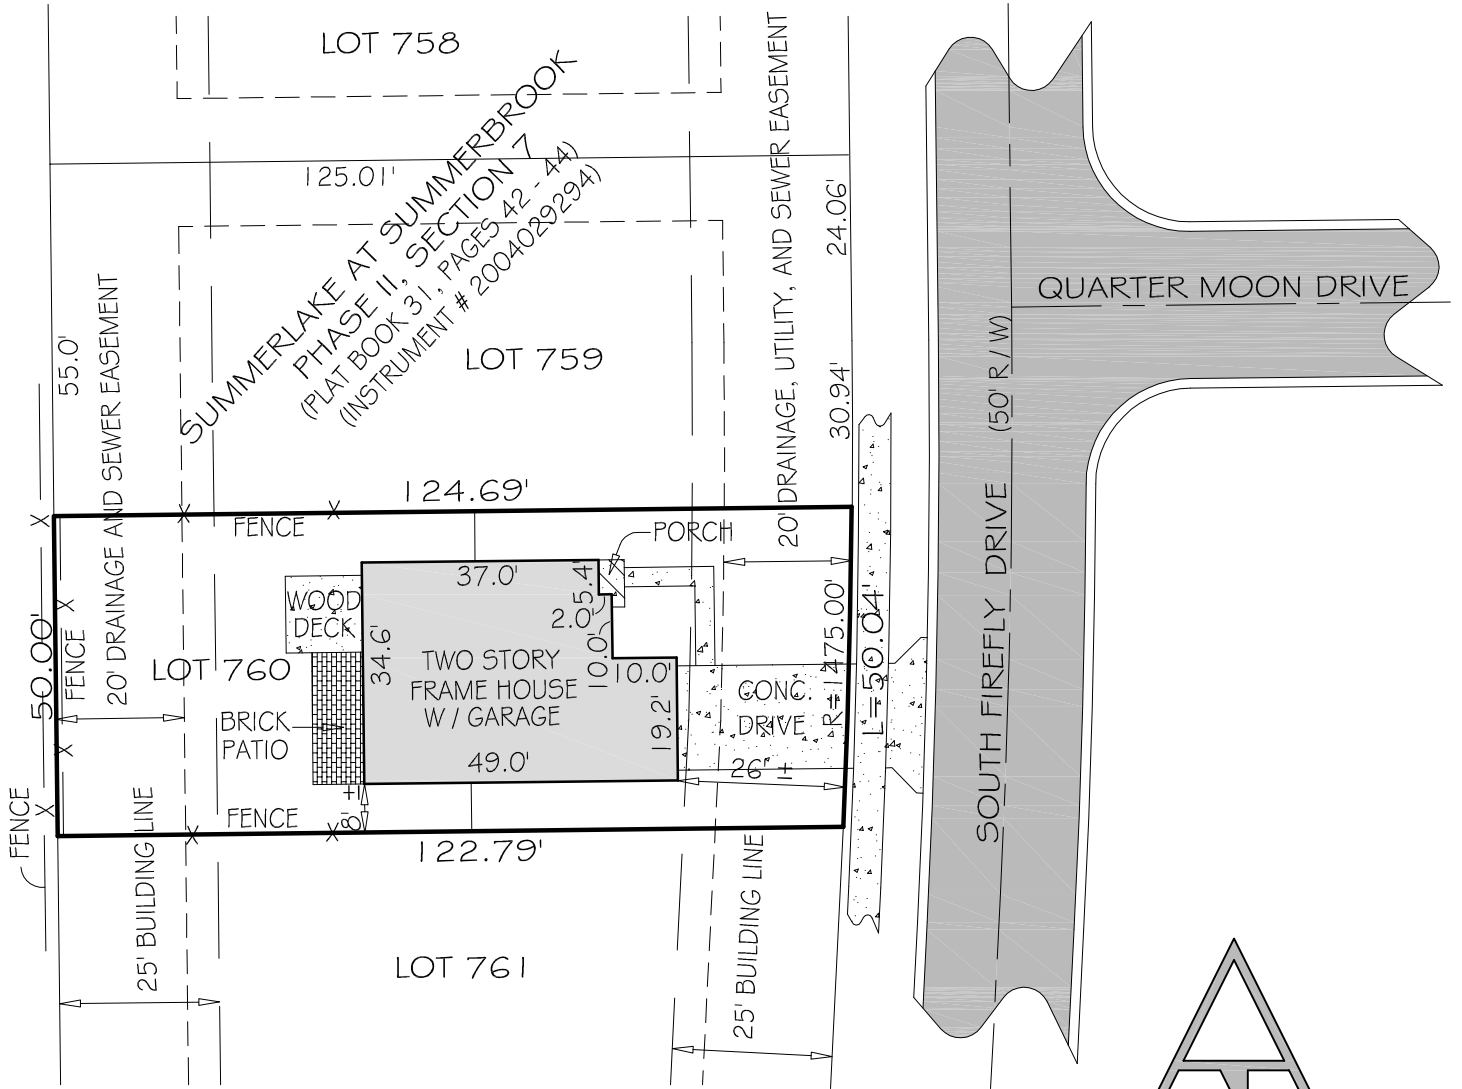 LOT 758
125.01'
SUMMERLAKE AT SUMMERBROOK
PHASE II, SECTION 7
(PLAT BOOK 31, PAGES 42 - 44)
(INSTRUMENT # 2004029294)
20' DRAINAGE, UTILITY, AND SEWER EASEMENT
24.06'
QUARTER MOON DRIVE
55.0'
20' DRAINAGE AND SEWER EASEMENT
LOT 759
30.94'
(50' R/W)
SOUTH FIREFLY DRIVE
124.69'
FENCE
PORCH
37.0'
5.4'
2.0'
10.0'
10.0'
WOOD
DECK
34.6'
TWO STORY
FRAME HOUSE
W / GARAGE
LOT 760
50.00'
FENCE
BRICK
PATIO
19.2'
CONC.
DRIVE
R=1475.00'
L=50.04'
49.0'
26' ±
8' ±
FENCE
FENCE
122.79'
25' BUILDING LINE
25' BUILDING LINE
LOT 761